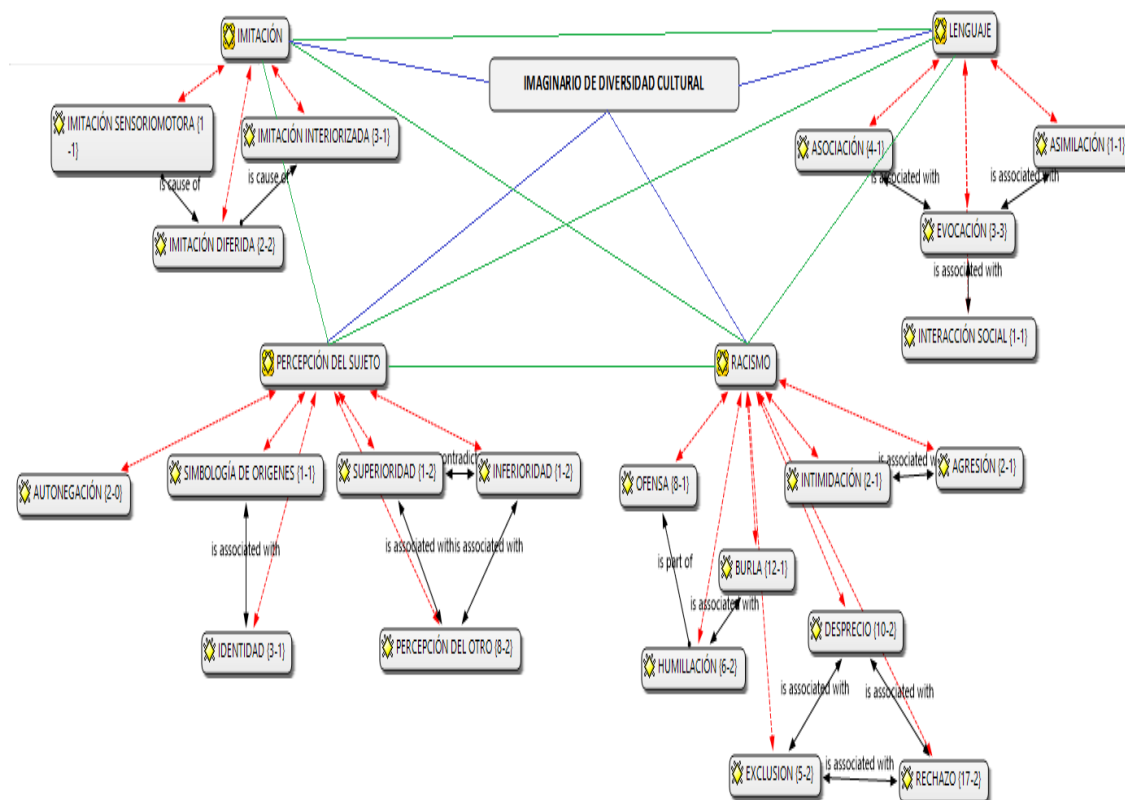 IMITACIÓN
LENGUAJE
IMAGINARIO DE DIVERSIDAD CULTURAL
IMITACIÓN SENSORIOMOTORA {1
-1}
IMITACIÓN INTERIORIZADA {3-1}
ASOCIACIÓN {4-1}
ASIMILACIÓN {1-1}
is cause of
is cause of
is associated with
is associated with
IMITACIÓN DIFERIDA {2-2}
EVOCACIÓN {3-3}
is associated with
INTERACCIÓN SOCIAL {1-1}
PERCEPCIÓN DEL SUJETO
RACISMO
AUTONEGACIÓN {2-0}
SIMBOLOGÍA DE ORIGENES {1-1}
SUPERIORIDAD {1-2}
contradict
INFERIORIDAD {1-2}
OFENSA {8-1}
INTIMIDACIÓN {2-1}
is associated w
AGRESIÓN {2-1}
is associated with
is associated with
is associated with
is part of
BURLA {12-1}
is associated with
IDENTIDAD {3-1}
PERCEPCIÓN DEL OTRO {8-2}
HUMILLACIÓN {6-2}
DESPRECIO {10-2}
is associated with
is associated with
EXCLUSION {5-2}
is associated with
RECHAZO {17-2}